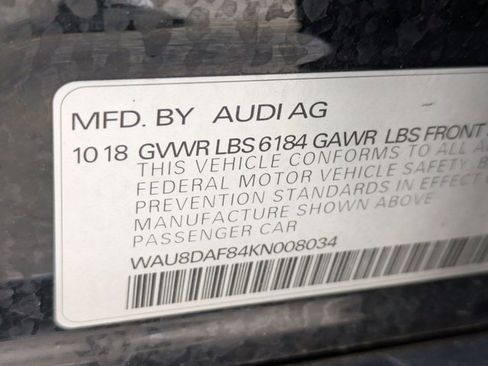 MFD. BY AUDI AG
10 18 GVWR LBS 6184 GAWR LBS FRONT
THIS VEHICLE CONFORMS TO ALL
FEDERAL MOTOR VEHICLE SAFETY,
PREVENTION STANDARDS IN EFFECT
MANUFACTURE SHOWN ABOVE
PASSENGER CAR
WAU8DAF84KN008034